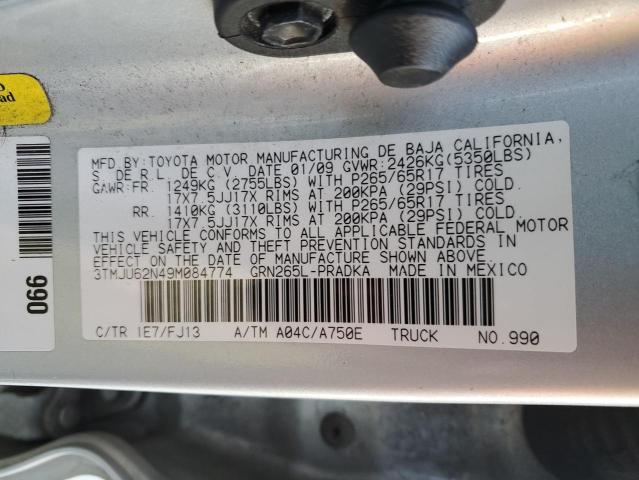 ad
990
MFD BY:TOYOTA MOTOR MANUFACTURING DE BAJA CALIFORNIA,
S. DE R.L. DE C.V. DATE 01/09 GVWR:2426KG(5350LBS)
GAWR:FR. 1249KG (2755LBS) WITH P265/65R17 TIRES
17X7.5JJ17X RIMS AT 200KPA (29PSI) COLD.
RR. 1410KG (3110LBS) WITH P265/65R17 TIRES
17X7.5JJ17X RIMS AT 200KPA (29PSI) COLD.
THIS VEHICLE CONFORMS TO ALL APPLICABLE FEDERAL MOTOR
VEHICLE SAFETY AND THEFT PREVENTION STANDARDS IN
EFFECT ON THE DATE OF MANUFACTURE SHOWN ABOVE.
3TMJU62N49M084774 GRN265L-PRADKA MADE IN MEXICO
C/TR 1E7/FJ13 A/TM A04C/A750E TRUCK NO.990